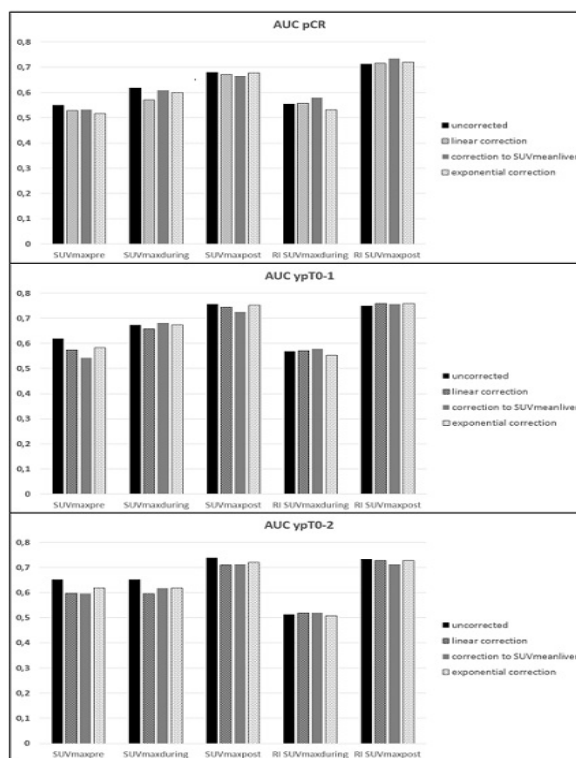 AUC pCR
0,8
0,7
0,6
0,5
0,4
0,3
0,2
0,1
0
SUVmaxpre SUVmaxduring SUVmaxpost RI SUVmaxduring RI SUVmaxpost
uncorrected
linear correction
correction to SUVmeanliver
exponential correction
AUC ypT0-1
0,8
0,7
0,6
0,5
0,4
0,3
0,2
0,1
0
SUVmaxpre SUVmaxduring SUVmaxpost RI SUVmaxduring RI SUVmaxpost
uncorrected
linear correction
correction to SUVmeanliver
exponential correction
AUC ypT0-2
0,8
0,7
0,6
0,5
0,4
0,3
0,2
0,1
0
SUVmaxpre SUVmaxduring SUVmaxpost RI SUVmaxduring RI SUVmaxpost
uncorrected
linear correction
correction to SUVmeanliver
exponential correction